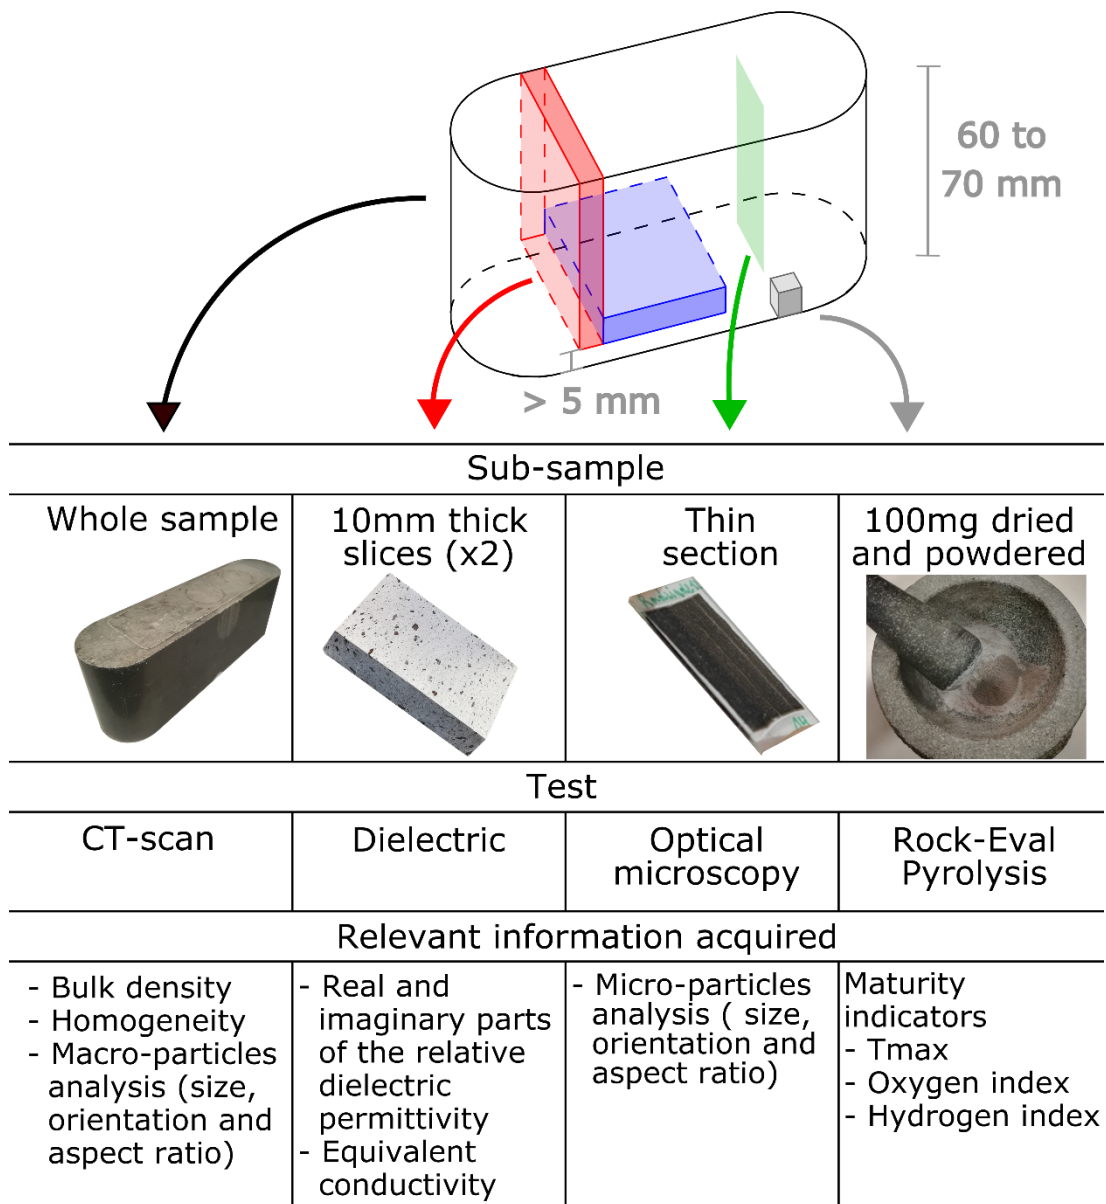 60 to
70 mm
> 5 mm
Sub-sample
Whole sample
10mm thick
slices (x2)
Thin
section
100mg dried
and powdered
Test
CT-scan
Dielectric
Optical
microscopy
Rock-Eval
Pyrolysis
Relevant information acquired
- Bulk density
- Homogeneity
- Macro-particles
analysis (size,
orientation and
aspect ratio)
- Real and
imaginary parts
of the relative
dielectric
permittivity
- Equivalent
conductivity
- Micro-particles
analysis ( size,
orientation and
aspect ratio)
Maturity
indicators
- Tmax
- Oxygen index
- Hydrogen index